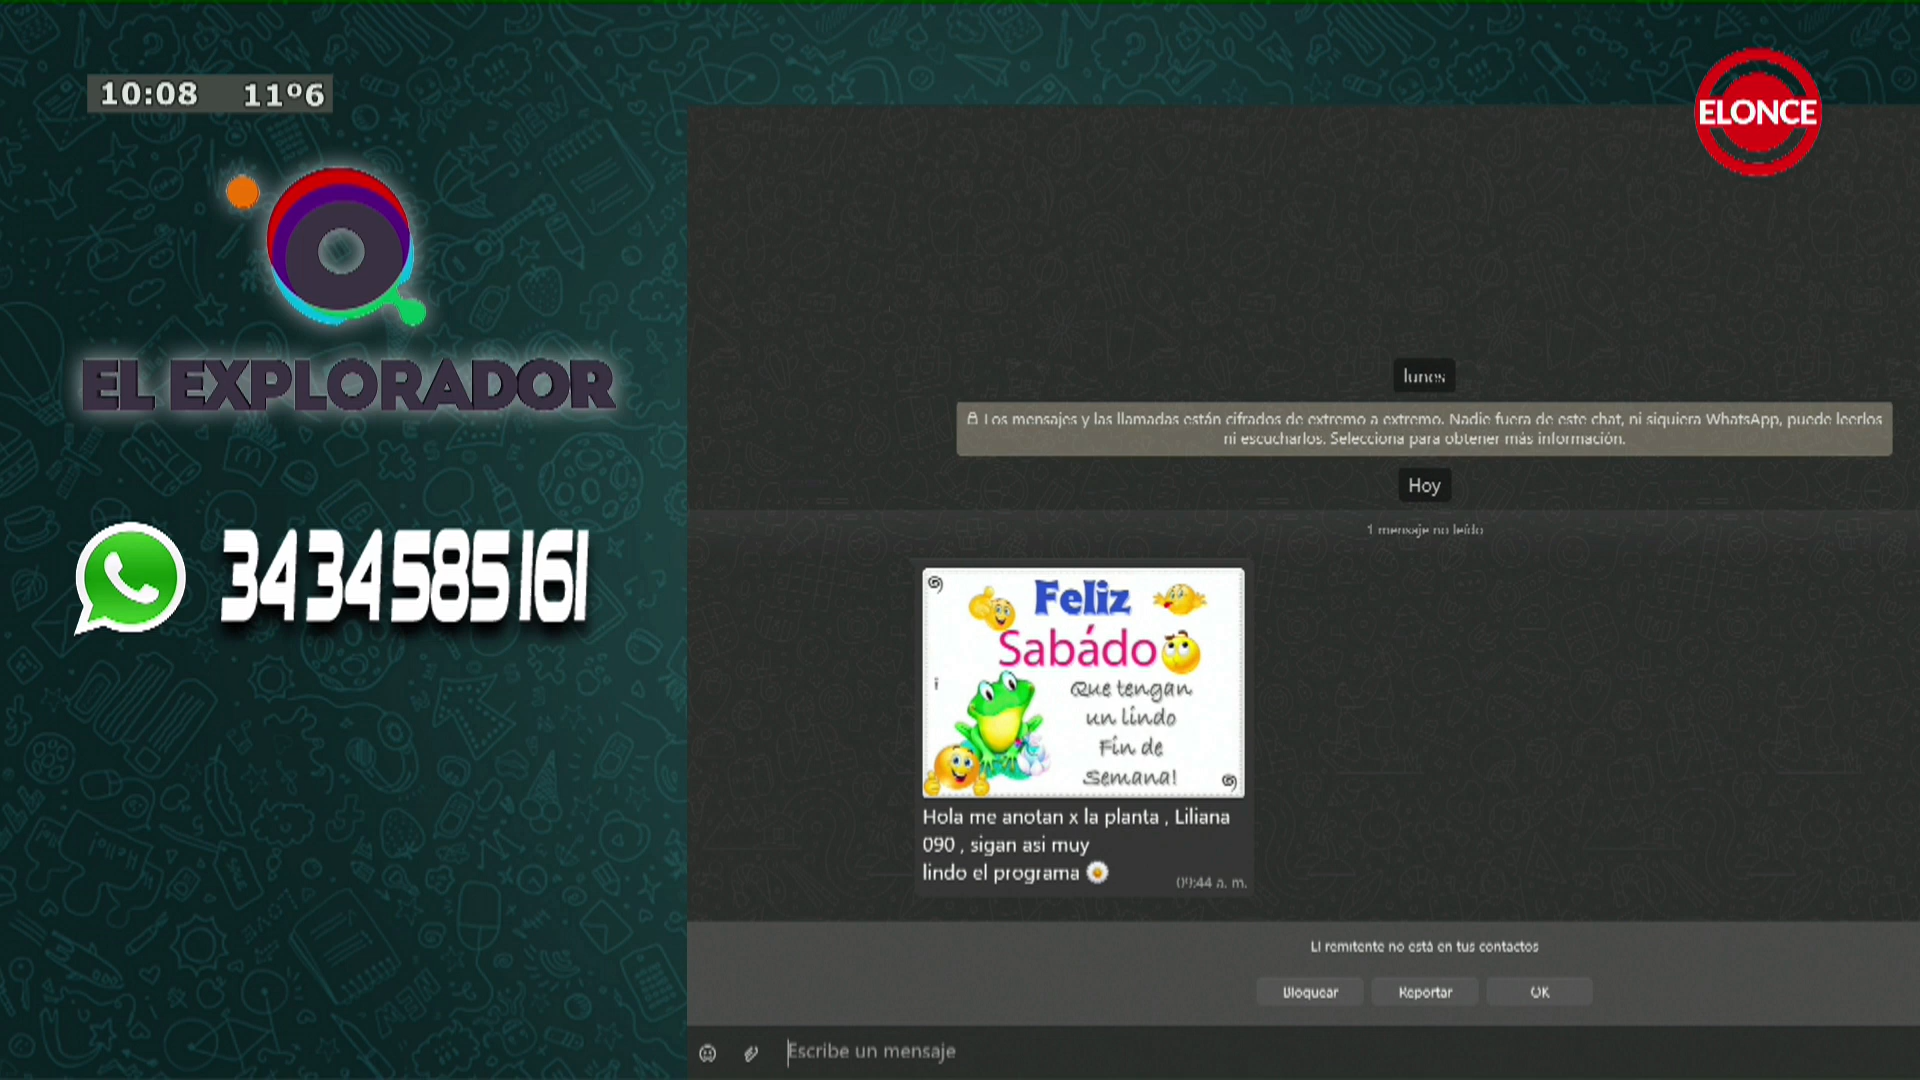 10:08 11º6
ELONCE
EL EXPLORADOR
3434585161
lunes
Los mensajes y las llamadas están cifrados de extremo a extremo. Nadie fuera de este chat, ni siquiera WhatsApp, puede leerlos
ni escucharlos. Selecciona para obtener más información.
Hoy
1 mensaje no leído
Feliz
Sabádo
Que tengan
un lindo
Fin de
Semana!
Hola me anotan x la planta , Liliana
090 , sigan asi muy
lindo el programa
09:44 a. m.
El remitente no está en tus contactos
Bloquear Reportar OK
Escribe un mensaje